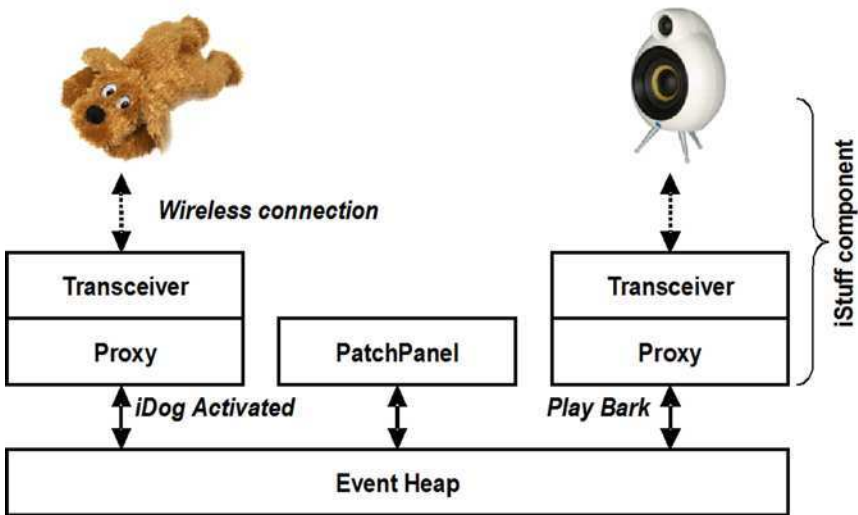 Wireless connection
Transceiver
Proxy
PatchPanel
Transceiver
Proxy
iStuff component
iDog Activated
Play Bark
Event Heap